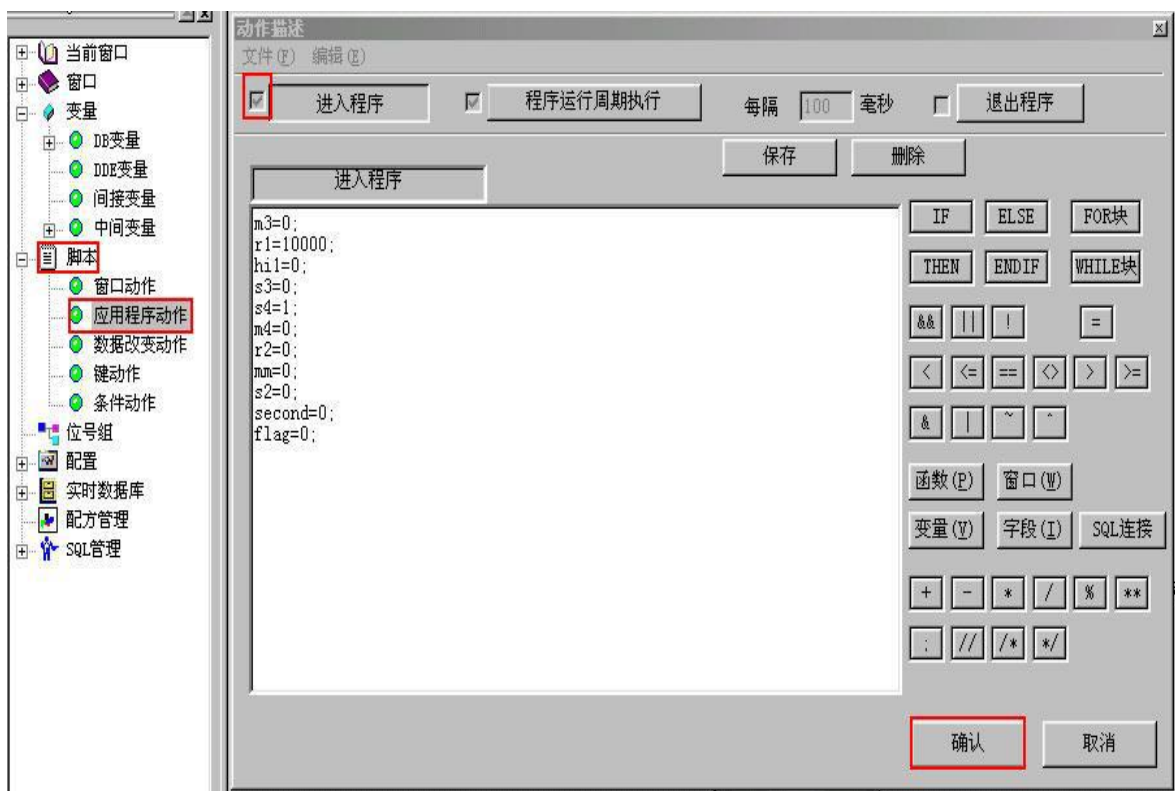 当前窗口
窗口
变量
DB变量
DDE变量
间接变量
中间变量
脚本
窗口动作
应用程序动作
数据改变动作
键动作
条件动作
位号组
配置
实时数据库
配方管理
SQL管理
动作描述
文件(F) 编辑(E)
进入程序 程序运行周期执行 每隔 100 毫秒 退出程序
保存 删除
进入程序
m3=0;
r1=10000;
hi1=0;
s3=0;
s4=1;
m4=0;
r2=0;
mm=0;
s2=0;
second=0;
flag=0;
IF ELSE FOR块
THEN ENDIF WHILE块
&& || ! =
< <= == <> > >=
& | ~ ^
函数(P) 窗口(W)
变量(V) 字段(I) SQL连接
+ - * / % **
; // /* */
确认 取消